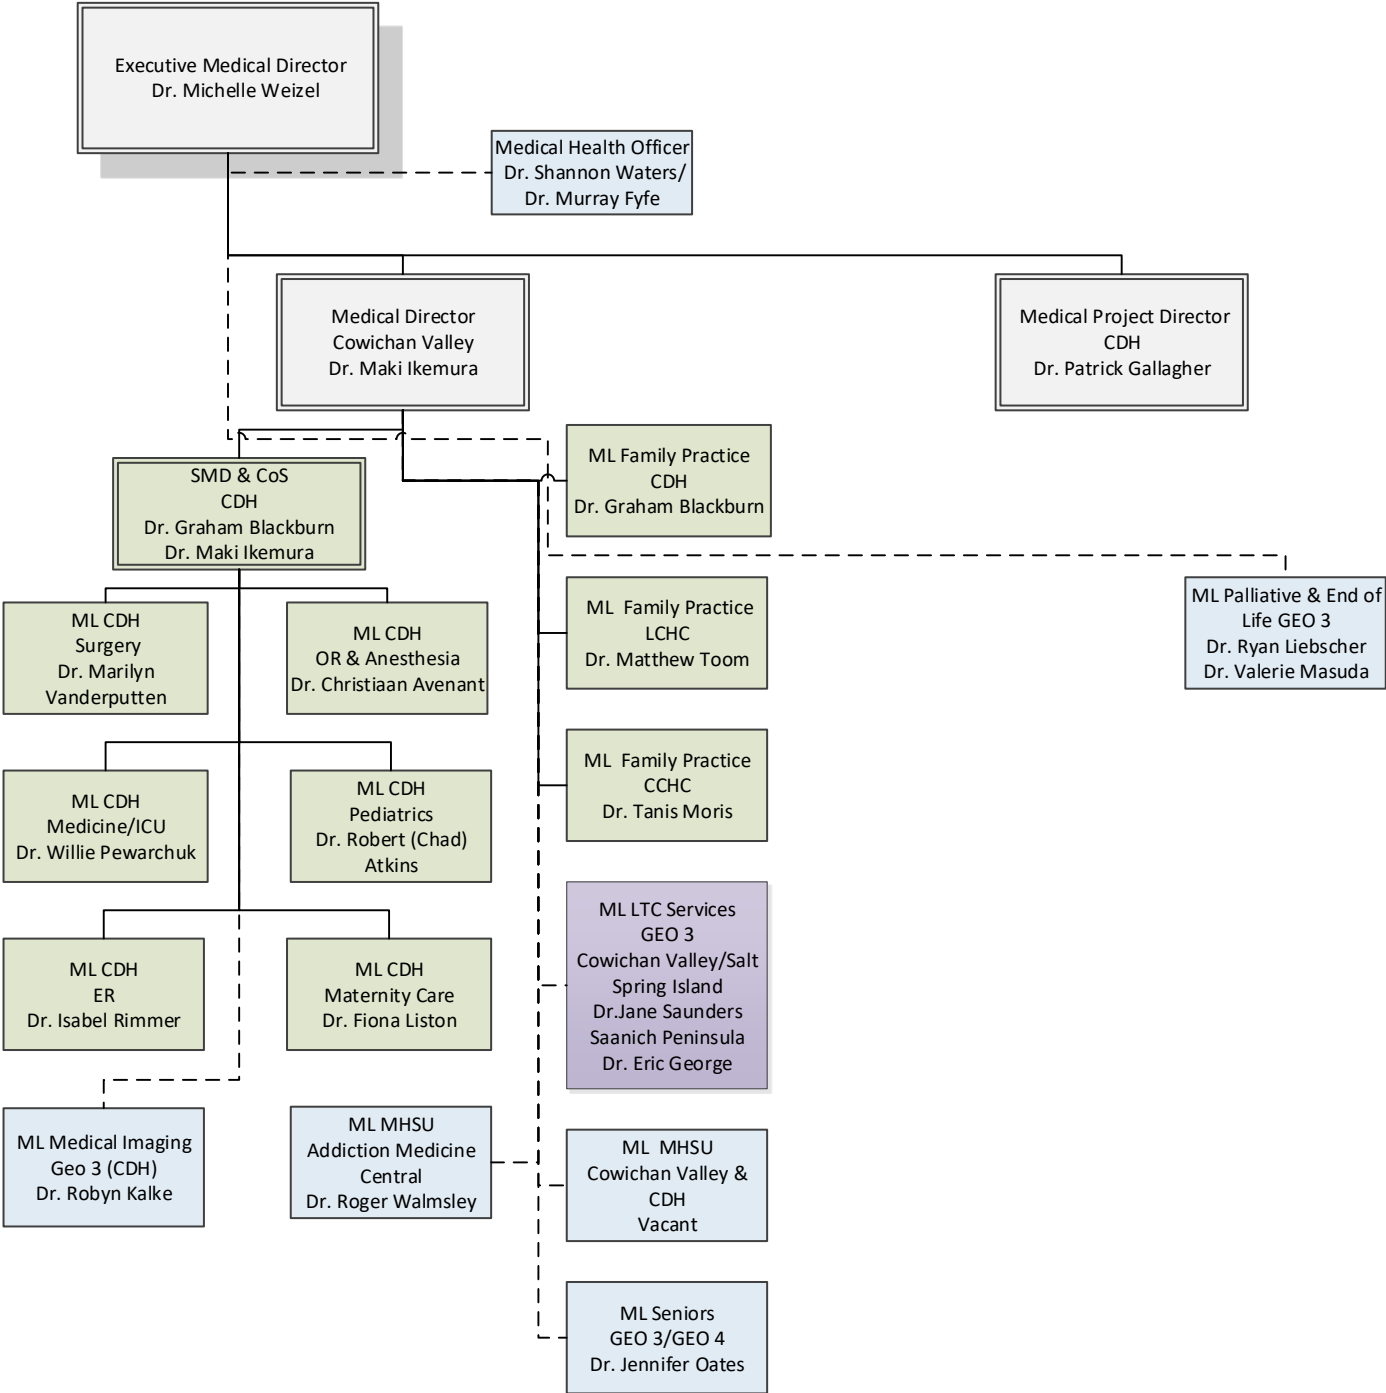 Executive Medical Director
Dr. Michelle Weizel
Medical Health Officer
Dr. Shannon Waters/
Dr. Murray Fyfe
Medical Director
Cowichan Valley
Dr. Maki Ikemura
Medical Project Director
CDH
Dr. Patrick Gallagher
SMD & CoS
CDH
Dr. Graham Blackburn
Dr. Maki Ikemura
ML Family Practice
CDH
Dr. Graham Blackburn
ML CDH
Surgery
Dr. Marilyn
Vanderputten
ML CDH
OR & Anesthesia
Dr. Christiaan Avenant
ML Family Practice
LCHC
Dr. Matthew Toom
ML Palliative & End of
Life GEO 3
Dr. Ryan Liebscher
Dr. Valerie Masuda
ML CDH
Medicine/ICU
Dr. Willie Pewarchuk
ML CDH
Pediatrics
Dr. Robert (Chad)
Atkins
ML Family Practice
CCHC
Dr. Tanis Moris
ML CDH
ER
Dr. Isabel Rimmer
ML CDH
Maternity Care
Dr. Fiona Liston
ML LTC Services
GEO 3
Cowichan Valley/Salt
Spring Island
Dr.Jane Saunders
Saanich Peninsula
Dr. Eric George
ML Medical Imaging
Geo 3 (CDH)
Dr. Robyn Kalke
ML MHSU
Addiction Medicine
Central
Dr. Roger Walmsley
ML MHSU
Cowichan Valley &
CDH
Vacant
ML Seniors
GEO 3/GEO 4
Dr. Jennifer Oates